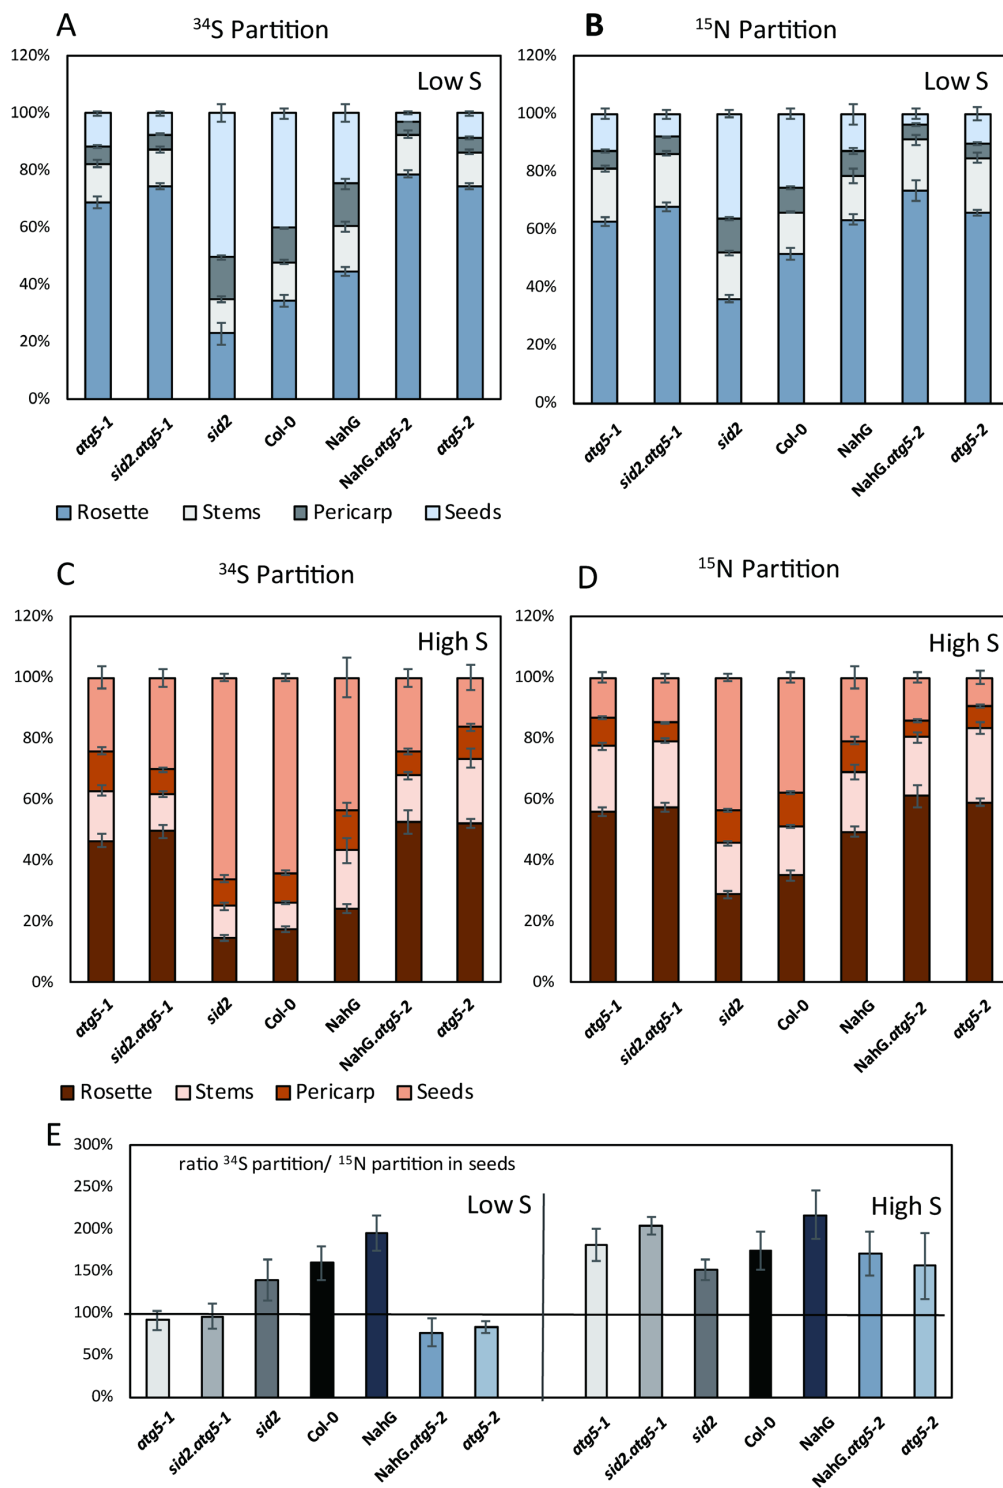 A
³⁴S Partition
Low S
120%
100%
80%
60%
40%
20%
0%
atg5-1
sid2.atg5-1
sid2
Col-0
NahG
NahG.atg5-2
atg5-2
B
¹⁵N Partition
Low S
120%
100%
80%
60%
40%
20%
0%
atg5-1
sid2.atg5-1
sid2
Col-0
NahG
NahG.atg5-2
atg5-2
Rosette Stems Pericarp Seeds
C
³⁴S Partition
High S
120%
100%
80%
60%
40%
20%
0%
atg5-1
sid2.atg5-1
sid2
Col-0
NahG
NahG.atg5-2
atg5-2
D
¹⁵N Partition
High S
120%
100%
80%
60%
40%
20%
0%
atg5-1
sid2.atg5-1
sid2
Col-0
NahG
NahG.atg5-2
atg5-2
Rosette Stems Pericarp Seeds
E
ratio ³⁴S partition/ ¹⁵N partition in seeds
Low S
High S
300%
250%
200%
150%
100%
50%
0%
atg5-1
sid2.atg5-1
sid2
Col-0
NahG
NahG.atg5-2
atg5-2
atg5-1
sid2.atg5-1
sid2
Col-0
NahG
NahG.atg5-2
atg5-2